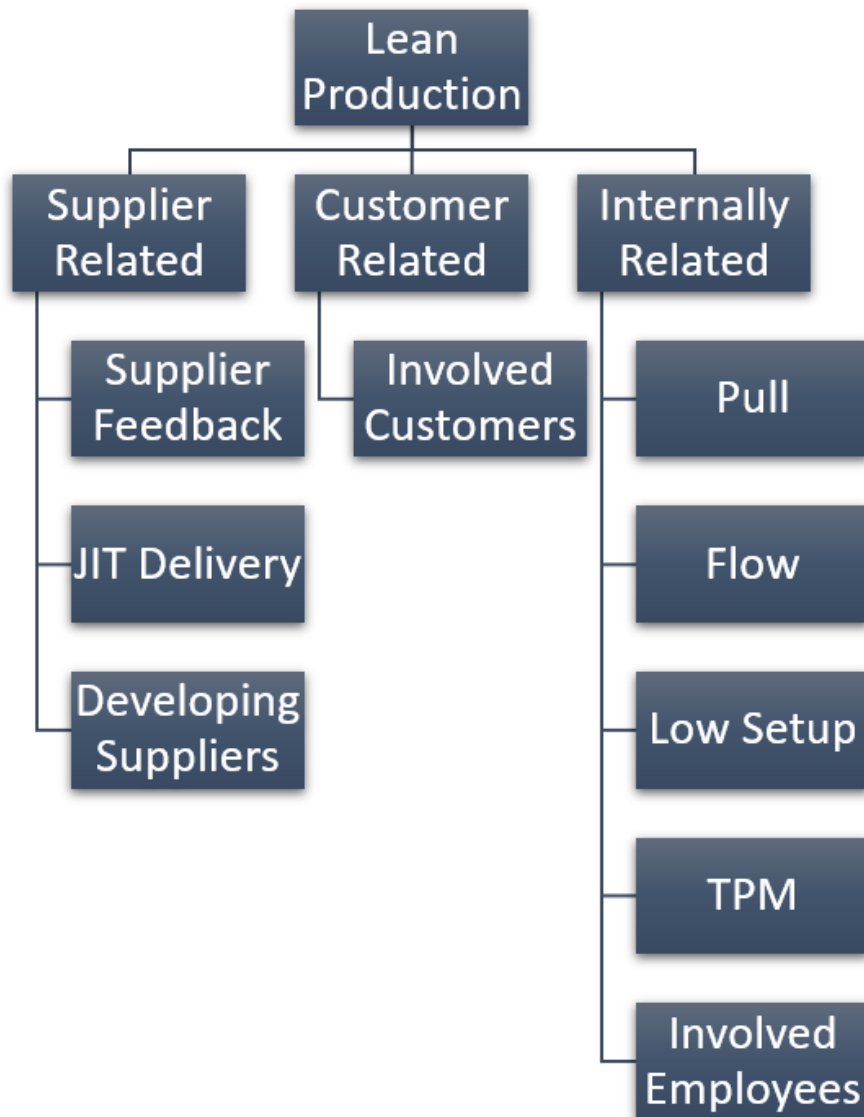 Lean
Production
Supplier
Related
Customer
Related
Internally
Related
Supplier
Feedback
JIT Delivery
Developing
Suppliers
Involved
Customers
Pull
Flow
Low Setup
TPM
Involved
Employees